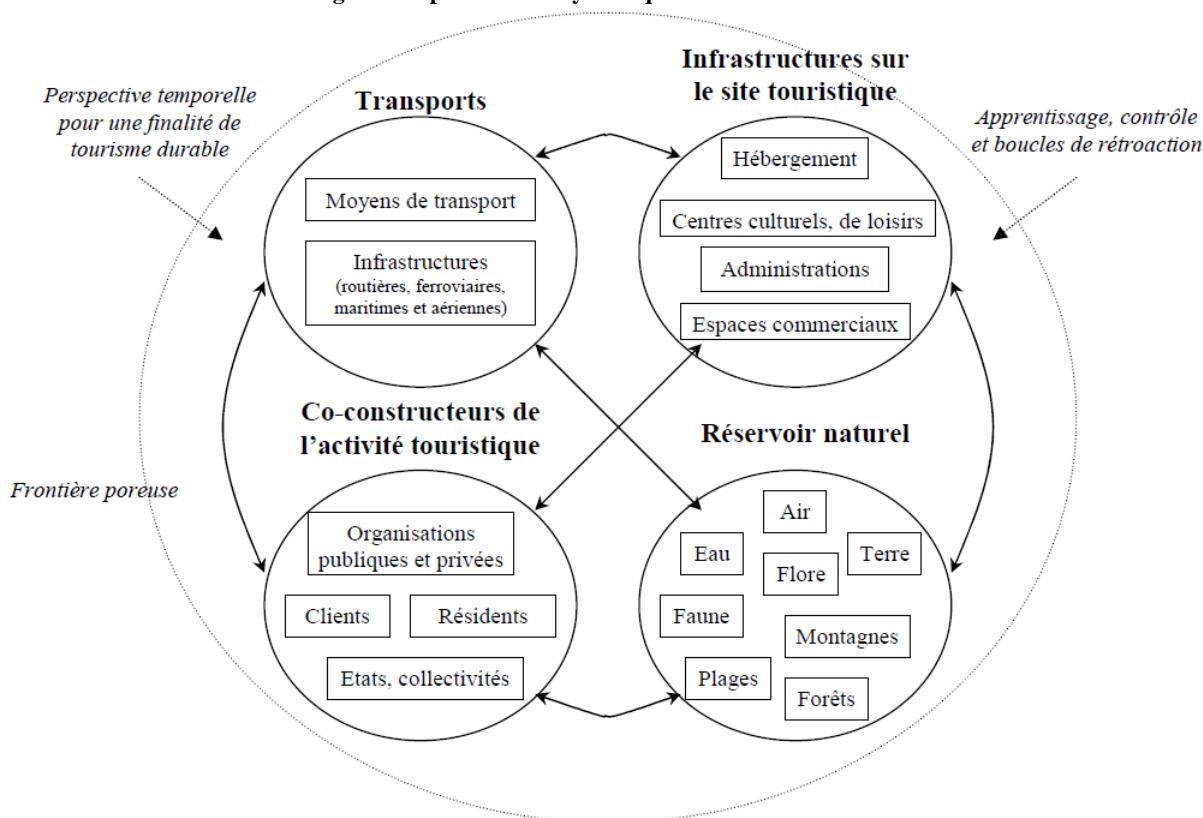 Infrastructures sur
le site touristique
Transports
Perspective temporelle
pour une finalité de
tourisme durable
Apprentissage, contrôle
et boucles de rétroaction
Moyens de transport
Infrastructures
(routières, ferroviaires,
maritimes et aériennes)
Hébergement
Centres culturels, de loisirs
Administrations
Espaces commerciaux
Co-constructeurs de
l’activité touristique
Réservoir naturel
Frontière poreuse
Organisations
publiques et privées
Clients
Résidents
Etats, collectivités
Air
Eau
Terre
Flore
Faune
Montagnes
Plages
Forêts